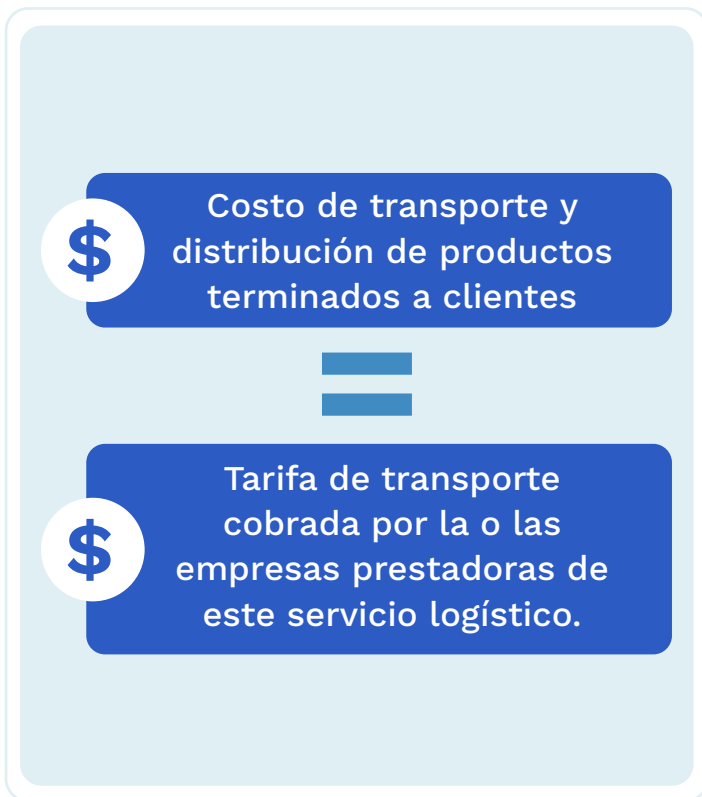 $
Costo de transporte y
distribución de productos
terminados a clientes
=
$
Tarifa de transporte
cobrada por la o las
empresas prestadoras de
este servicio logístico.